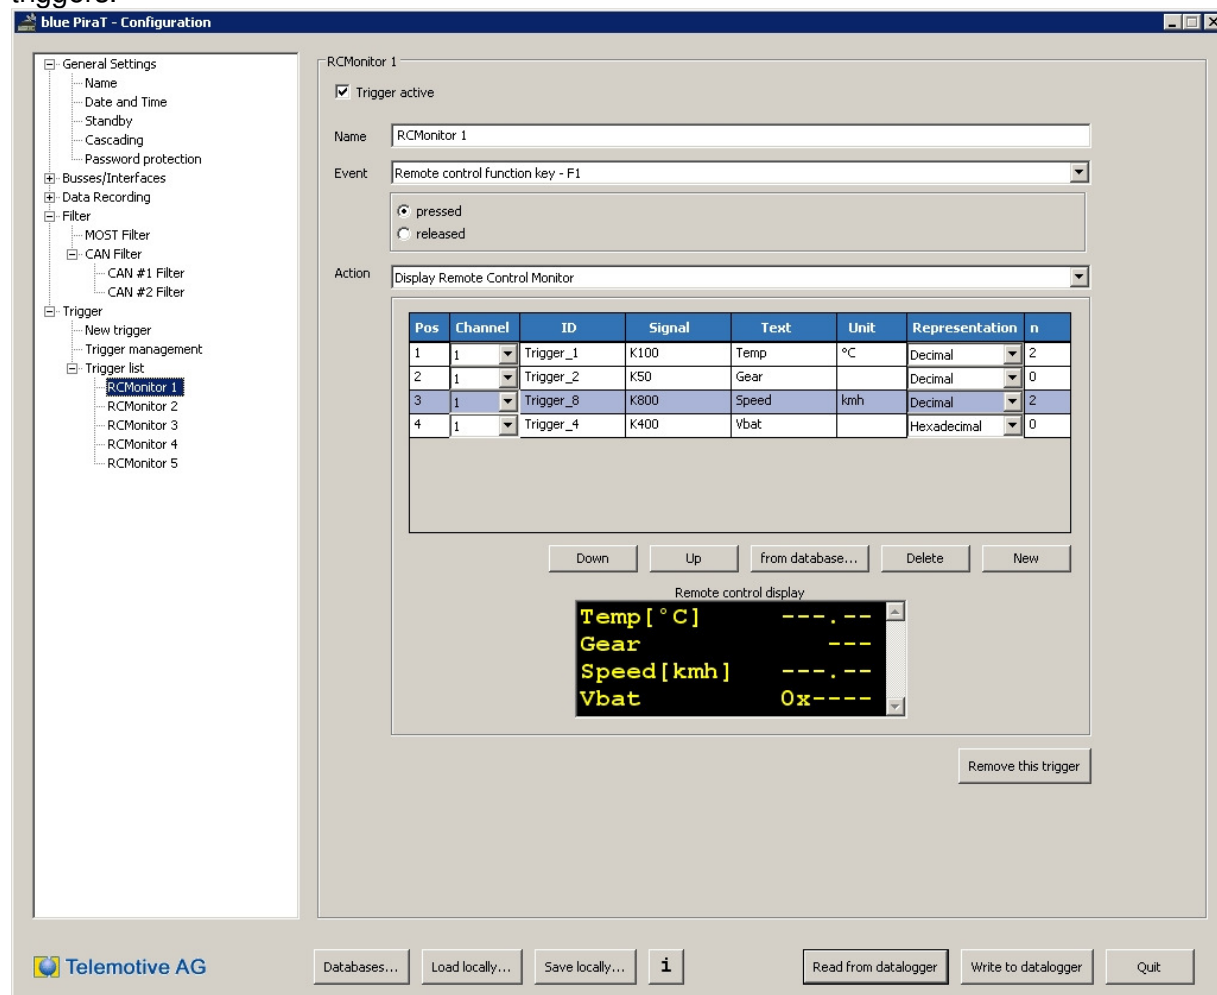 triggers.
blue PiraT - Configuration
General Settings
Name
Date and Time
Standby
Cascading
Password protection
Busses/Interfaces
Data Recording
Filter
MOST Filter
CAN Filter
CAN #1 Filter
CAN #2 Filter
Trigger
New trigger
Trigger management
Trigger list
RCMonitor 1
RCMonitor 2
RCMonitor 3
RCMonitor 4
RCMonitor 5
RCMonitor 1
Trigger active
Name RCMonitor 1
Event Remote control function key - F1
pressed
released
Action Display Remote Control Monitor
Pos Channel ID Signal Text Unit Representation n
1 1 Trigger_1 K100 Temp °C Decimal 2
2 1 Trigger_2 K50 Gear Decimal 0
3 1 Trigger_8 K800 Speed kmh Decimal 2
4 1 Trigger_4 K400 Vbat Hexadecimal 0
Down Up from database... Delete New
Remote control display
Temp[°C] ---.--
Gear ---
Speed[kmh] ---.--
Vbat 0x----
Remove this trigger
Telemotive AG
Databases... Load locally... Save locally... i Read from datalogger Write to datalogger Quit